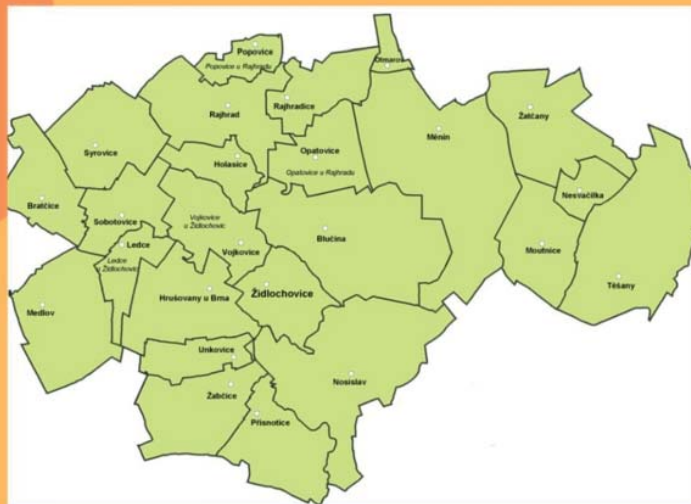 Popovice
Popovice u Rajhradu
Otmarov
Rajhradice
Rajhrad
Žatčany
Měnín
Syrovice
Opatovice
Holasice
Opatovice u Rajhradu
Nesvačilka
Bratčice
Sobotovice
Vojkovice
u Židlochovic
Blučina
Ledce
Vojkovice
Moutnice
Ledce
u Židlochovic
Těšany
Židlochovice
Hrušovany u Brna
Medlov
Unkovice
Nosislav
Žabčice
Přísnotice